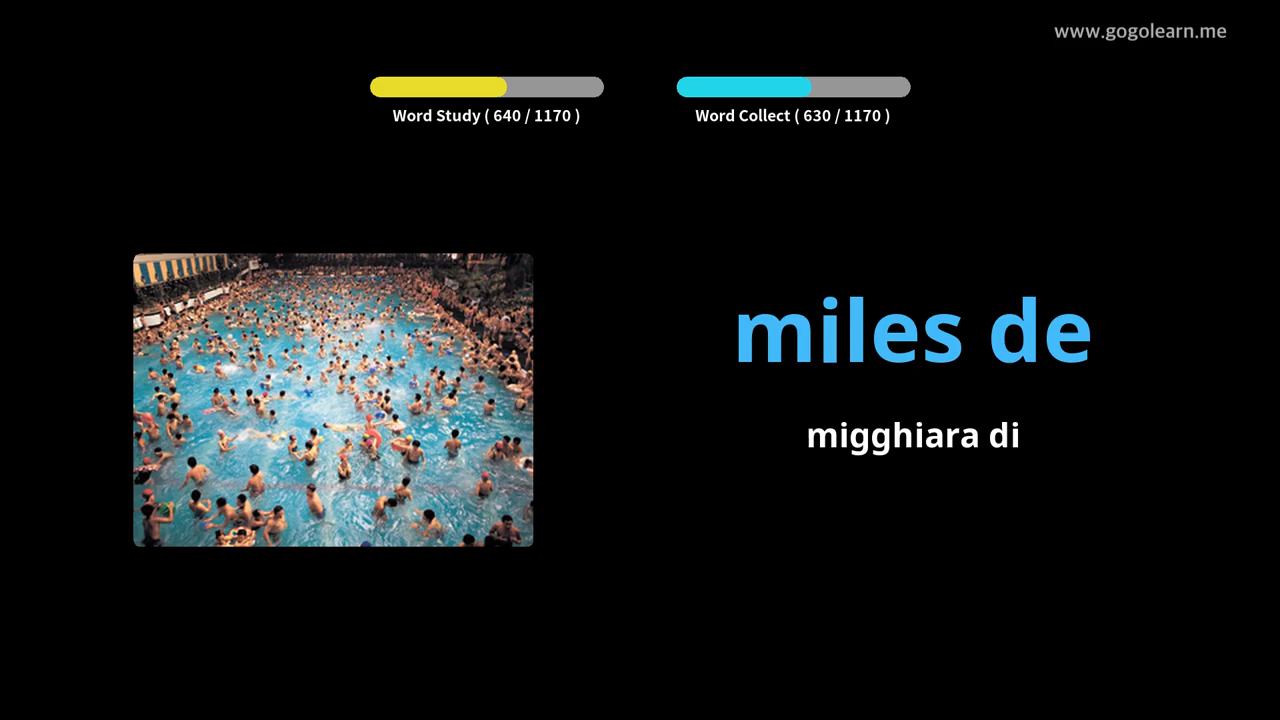 www.gogolearn.me
Word Study ( 640 / 1170 )
Word Collect ( 630 / 1170 )
miles de
migghiara di